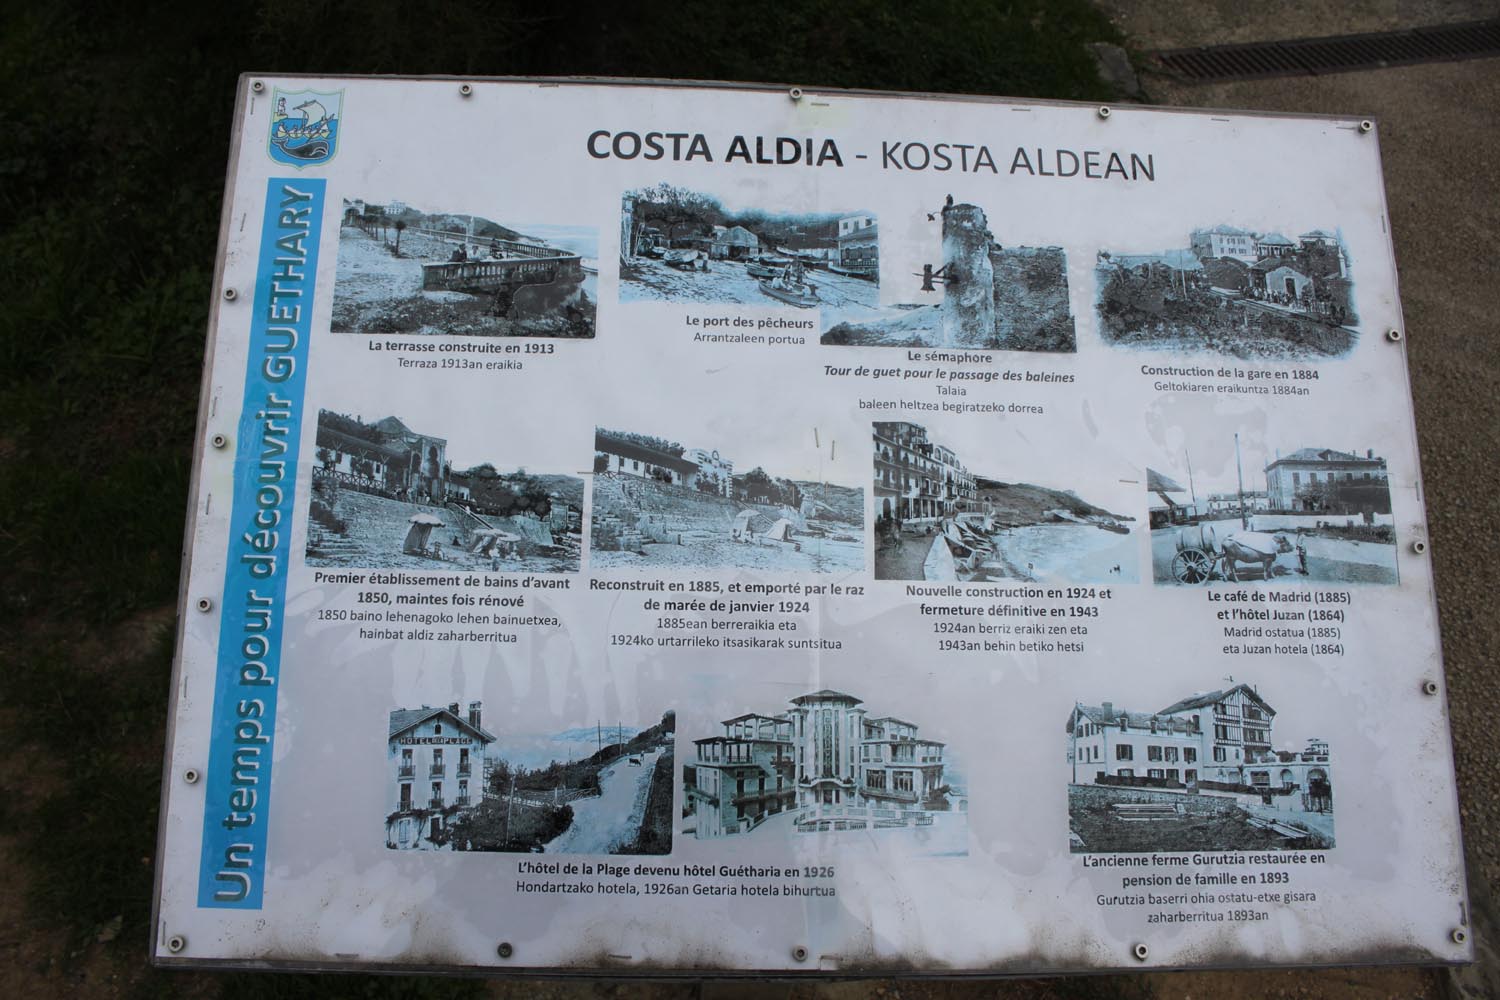 COSTA ALDIA - KOSTA ALDEAN
Un temps pour découvrir GUETHARY
La terrasse construite en 1913
Terraza 1913an eraikia
Le port des pêcheurs
Arrantzaleen portua
Le sémaphore
Tour de guet pour le passage des baleines
Talaia
baleen heltzea begiratzeko dorrea
Construction de la gare en 1884
Geltokiaren eraikuntza 1884an
Premier établissement de bains d'avant
1850, maintes fois rénové
1850 baino lehenagoko lehen bainuetxea,
hainbat aldiz zaharberritua
Reconstruit en 1885, et emporté par le raz
de marée de janvier 1924
1885ean berreraikia eta
1924ko urtarrileko itsasikarak suntsitua
Nouvelle construction en 1924 et
fermeture définitive en 1943
1924an berriz eraiki zen eta
1943an behin betiko hetsi
Le café de Madrid (1885)
et l'hôtel Juzan (1864)
Madrid ostatua (1885)
eta Juzan hotela (1864)
HOTEL DE LA PLAGE
L'hôtel de la Plage devenu hôtel Guétharia en 1926
Hondartzako hotela, 1926an Getaria hotela bihurtua
L'ancienne ferme Gurutzia restaurée en
pension de famille en 1893
Gurutzia baserri ohia ostatu-etxe gisara
zaharberritua 1893an